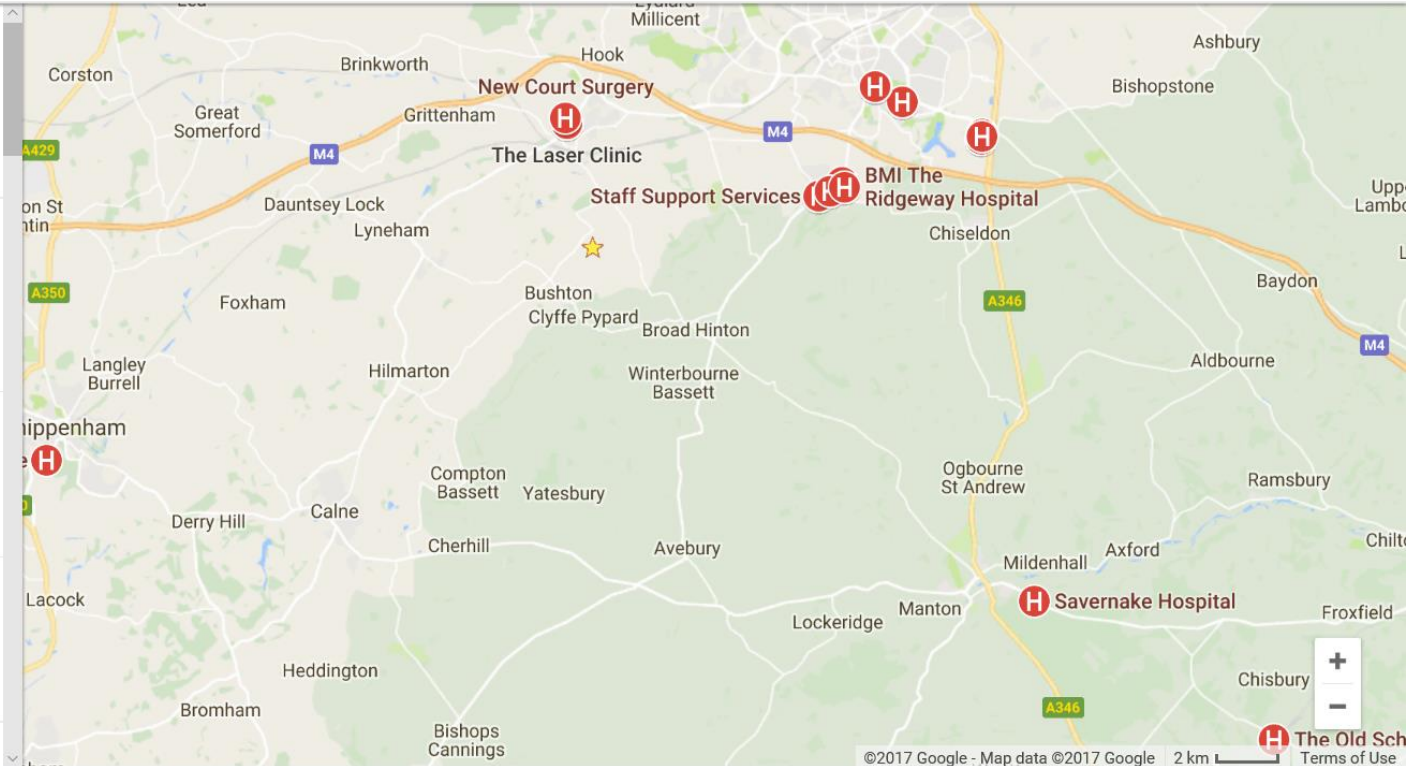 Lydiard
Millicent
Ashbury
Hook
Brinkworth
Corston
Bishopstone
New Court Surgery
H
H
Great
Somerford
Grittenham
H
M4
H
A429
M4
The Laser Clinic
BMI The
Ridgeway Hospital
Staff Support Services
H
on St
Dauntsey Lock
Lyneham
Chiseldon
Baydon
Foxham
A350
Bushton
Clyffe Pypard
Broad Hinton
A346
M4
Langley
Burrell
Hilmarton
Winterbourne
Bassett
Aldbourne
ippenham
H
Compton
Bassett
Yatesbury
Ogbourne
St Andrew
Ramsbury
Derry Hill
Calne
Cherhill
Avebury
Mildenhall
Axford
Chilt
Lacock
Lockeridge
Manton
H Savernake Hospital
Froxfield
Heddington
Chisbury
+
−
Bromham
Bishops
Cannings
A346
H The Old Sch
©2017 Google - Map data ©2017 Google 2 km Terms of Use